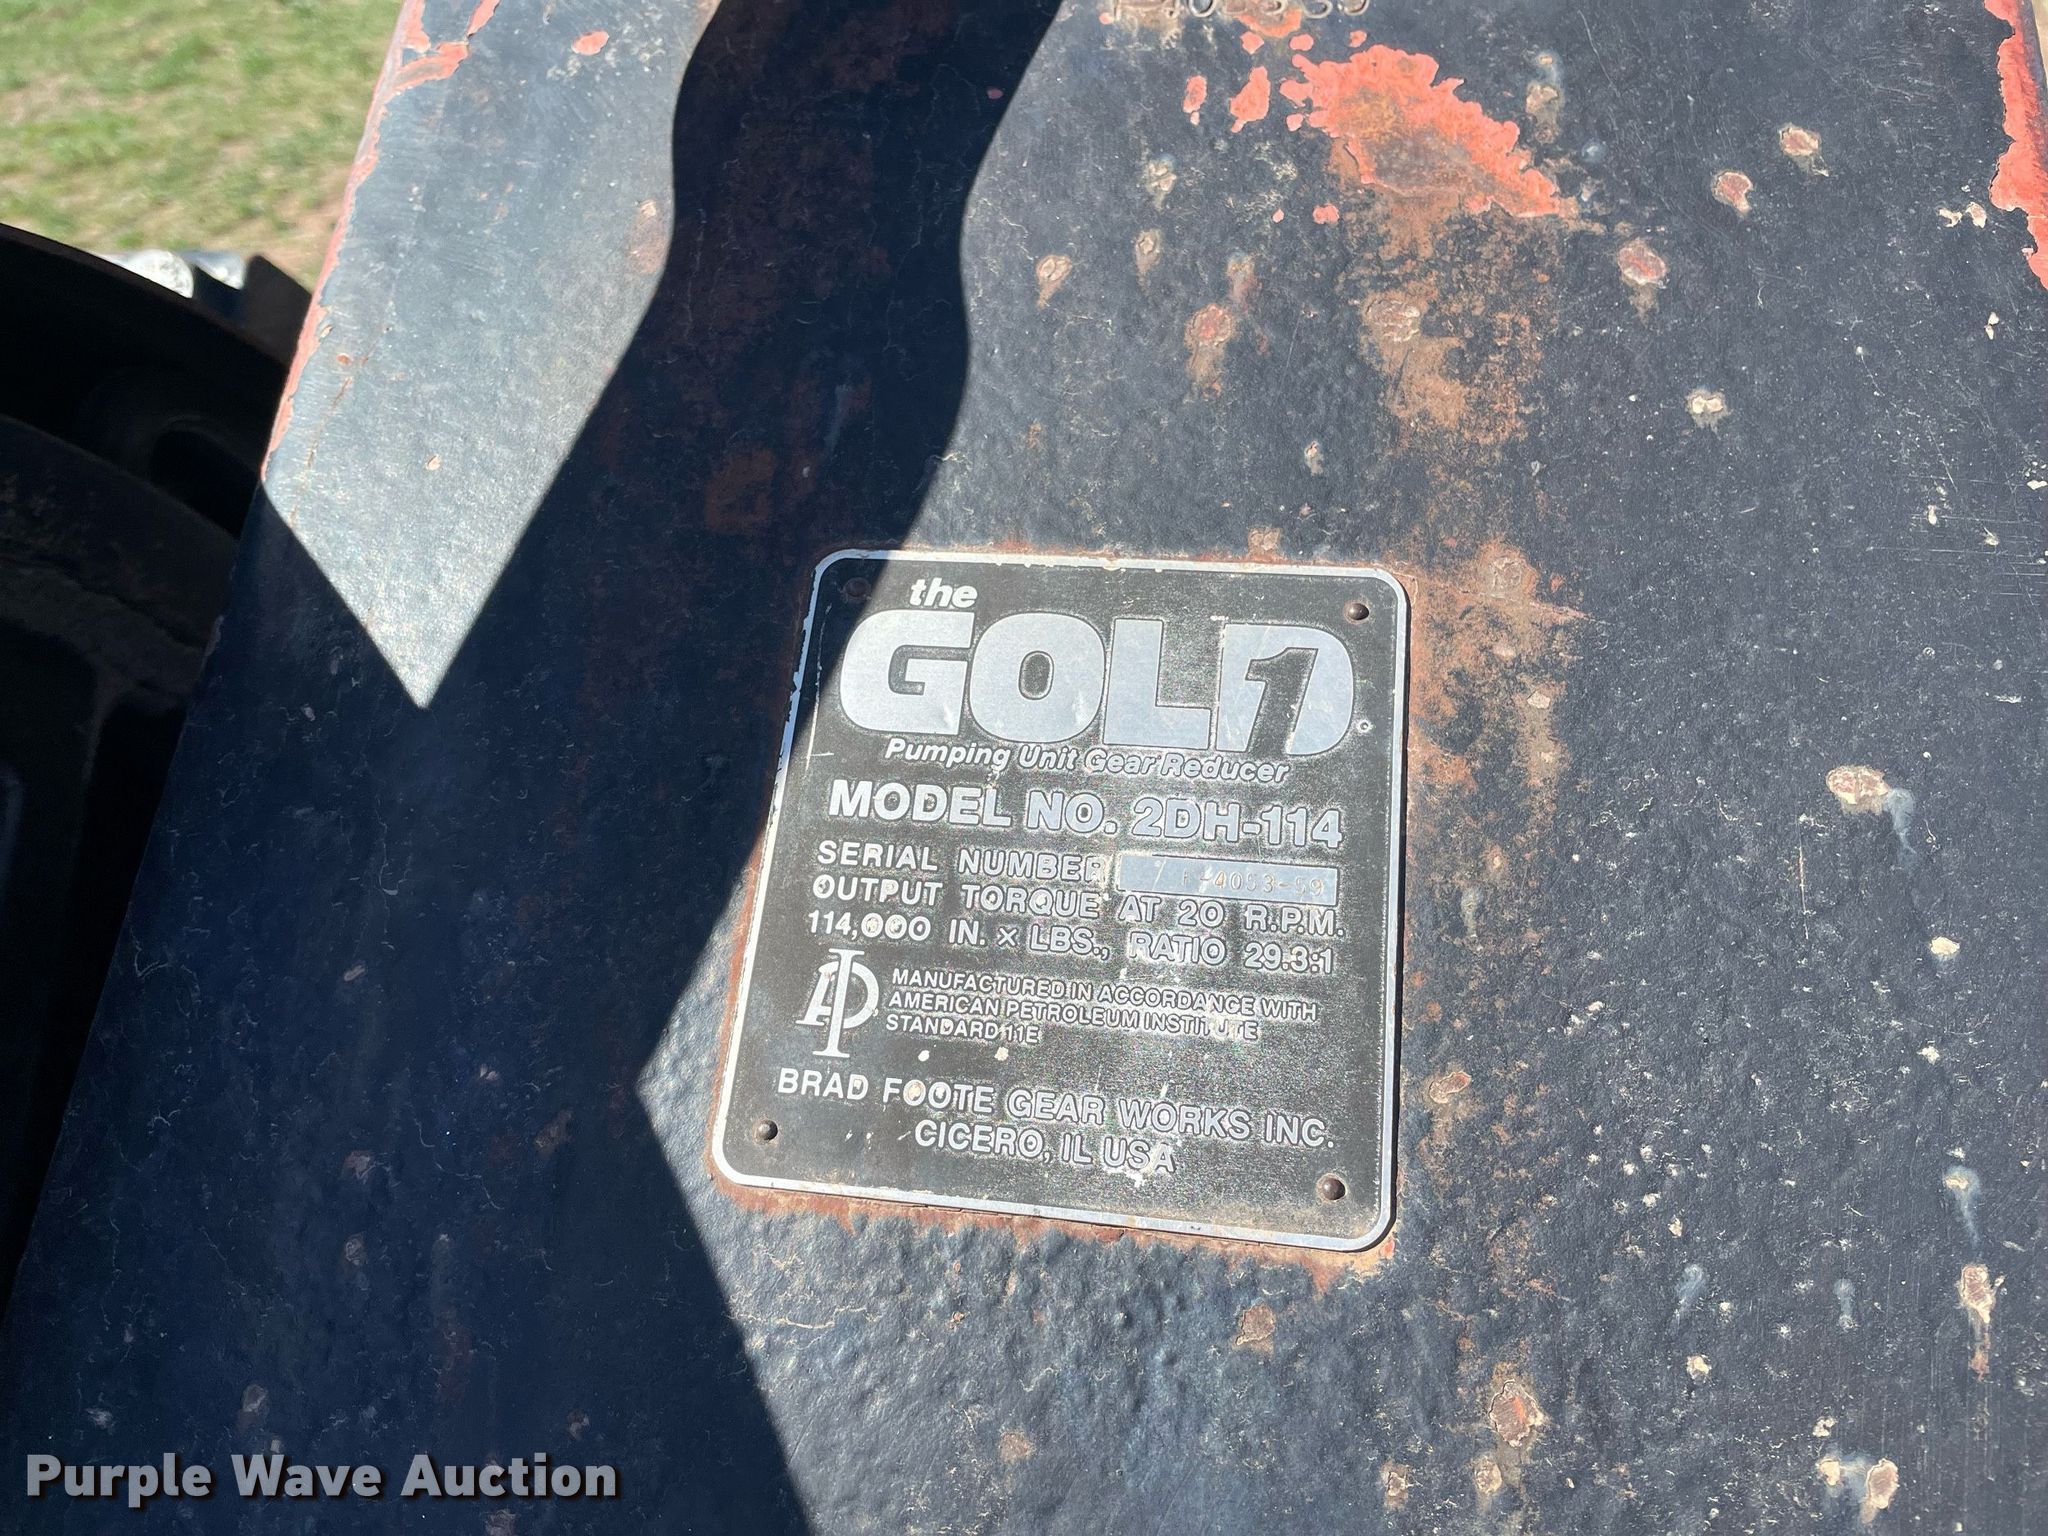 the
GOLD
1
Pumping Unit Gear Reducer
MODEL NO. 2DH-114
SERIAL NUMBER
OUTPUT TORQUE AT 20 R.P.M.
114,000 IN. × LBS., RATIO 29.3:1
API
MANUFACTURED IN ACCORDANCE WITH
AMERICAN PETROLEUM INSTITUTE
STANDARD 11E
BRAD FOOTE GEAR WORKS INC.
CICERO, IL USA
Purple Wave Auction